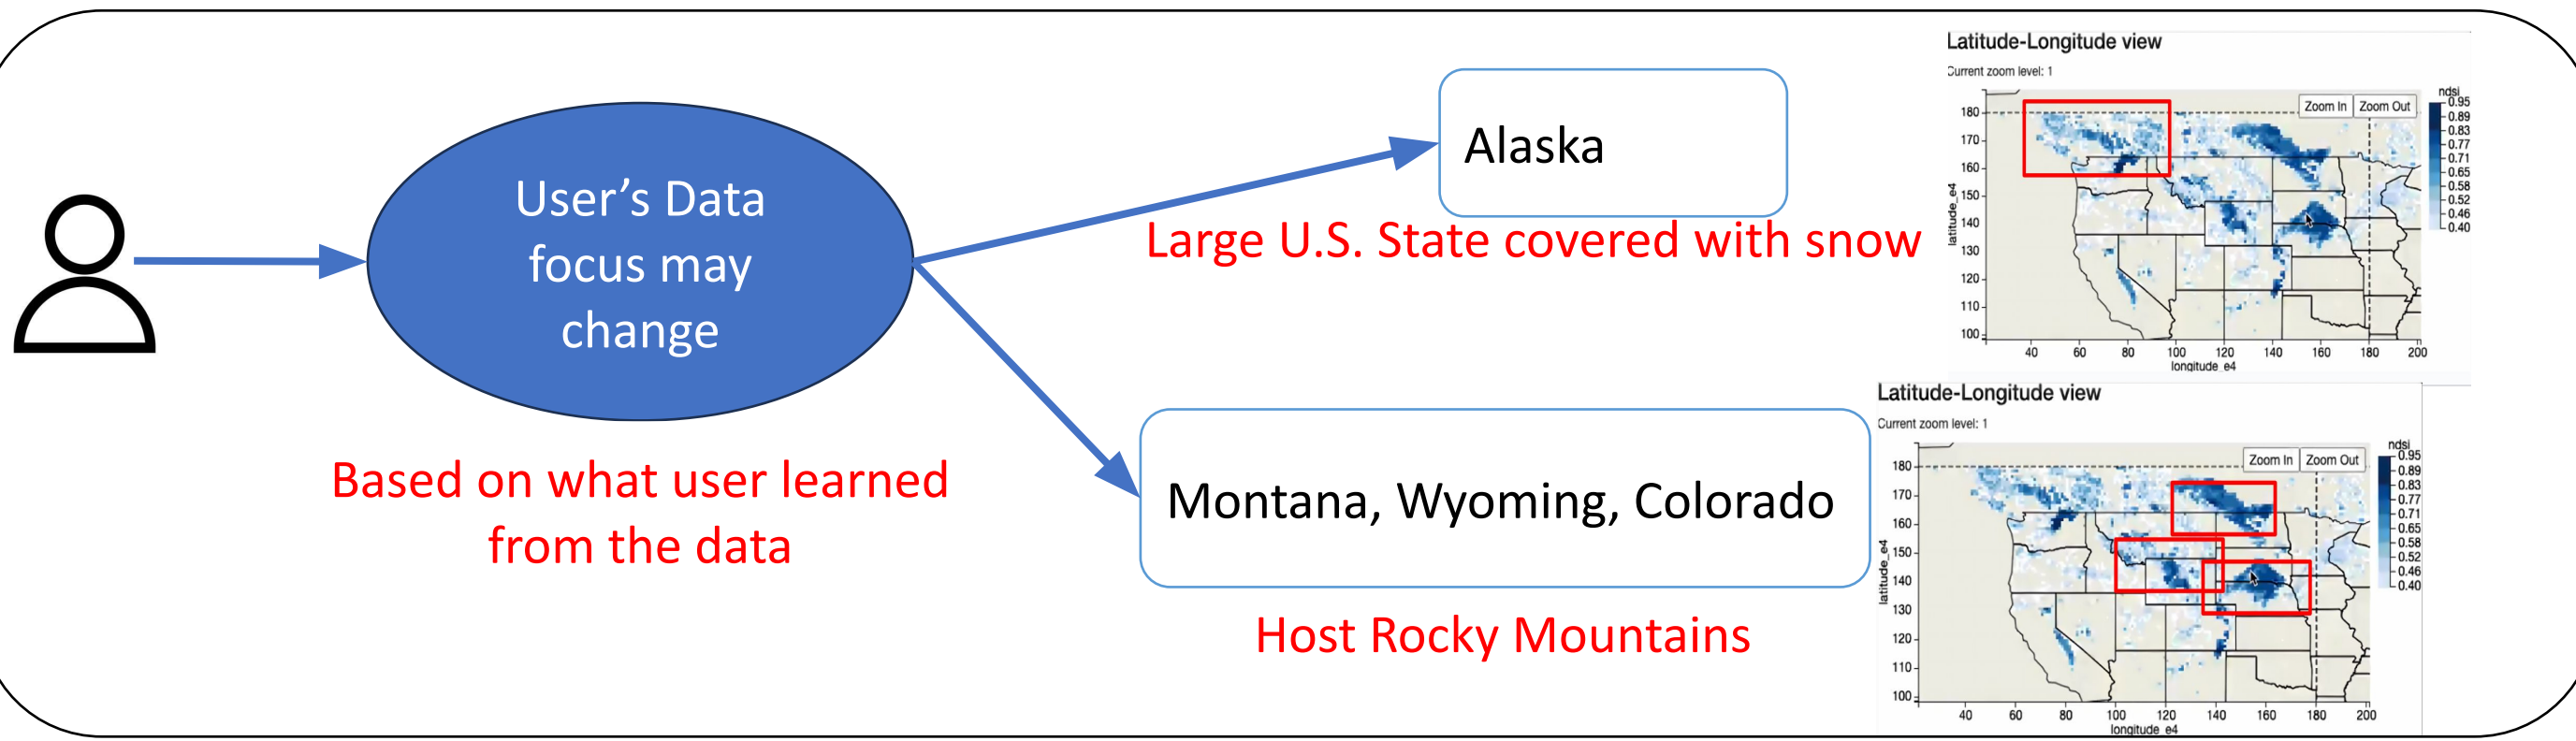 User’s Data
focus may
change
Based on what user learned
from the data
Alaska
Large U.S. State covered with snow
Montana, Wyoming, Colorado
Host Rocky Mountains
Latitude-Longitude view
Current zoom level: 1
Zoom In
Zoom Out
ndsi
0.95
0.89
0.83
0.77
0.71
0.65
0.58
0.52
0.46
0.40
latitude_e4
180
170
160
150
140
130
120
110
100
40 60 80 100 120 140 160 180 200
longitude_e4
Latitude-Longitude view
Current zoom level: 1
Zoom In
Zoom Out
ndsi
0.95
0.89
0.83
0.77
0.71
0.65
0.58
0.52
0.46
0.40
latitude_e4
180
170
160
150
140
130
120
110
100
40 60 80 100 120 140 160 180 200
longitude_e4